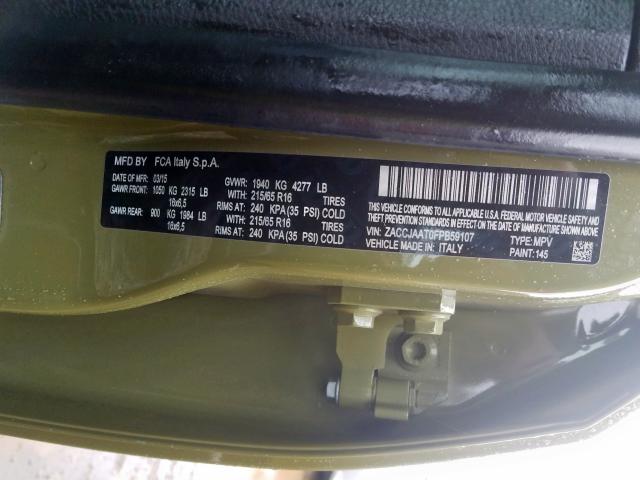 MFD BY FCA Italy S.p.A.
DATE OF MFR: 03/15 GVWR: 1940 KG 4277 LB
GAWR FRONT: 1050 KG 2315 LB WITH: 215/65 R16 TIRES
16x6,5 RIMS AT: 240 KPA (35 PSI) COLD
GAWR REAR: 900 KG 1984 LB WITH: 215/65 R16 TIRES
16x6,5 RIMS AT: 240 KPA (35 PSI) COLD
THIS VEHICLE CONFORMS TO ALL APPLICABLE
U.S. FEDERAL MOTOR VEHICLE SAFETY AND
THEFT PREVENTION STANDARDS IN EFFECT ON THE DATE OF MANUFACTURE SHOWN ABOVE.
VIN: ZACCJAAT0FPB59107 TYPE: MPV
VEHICLE MADE IN: ITALY PAINT: 145